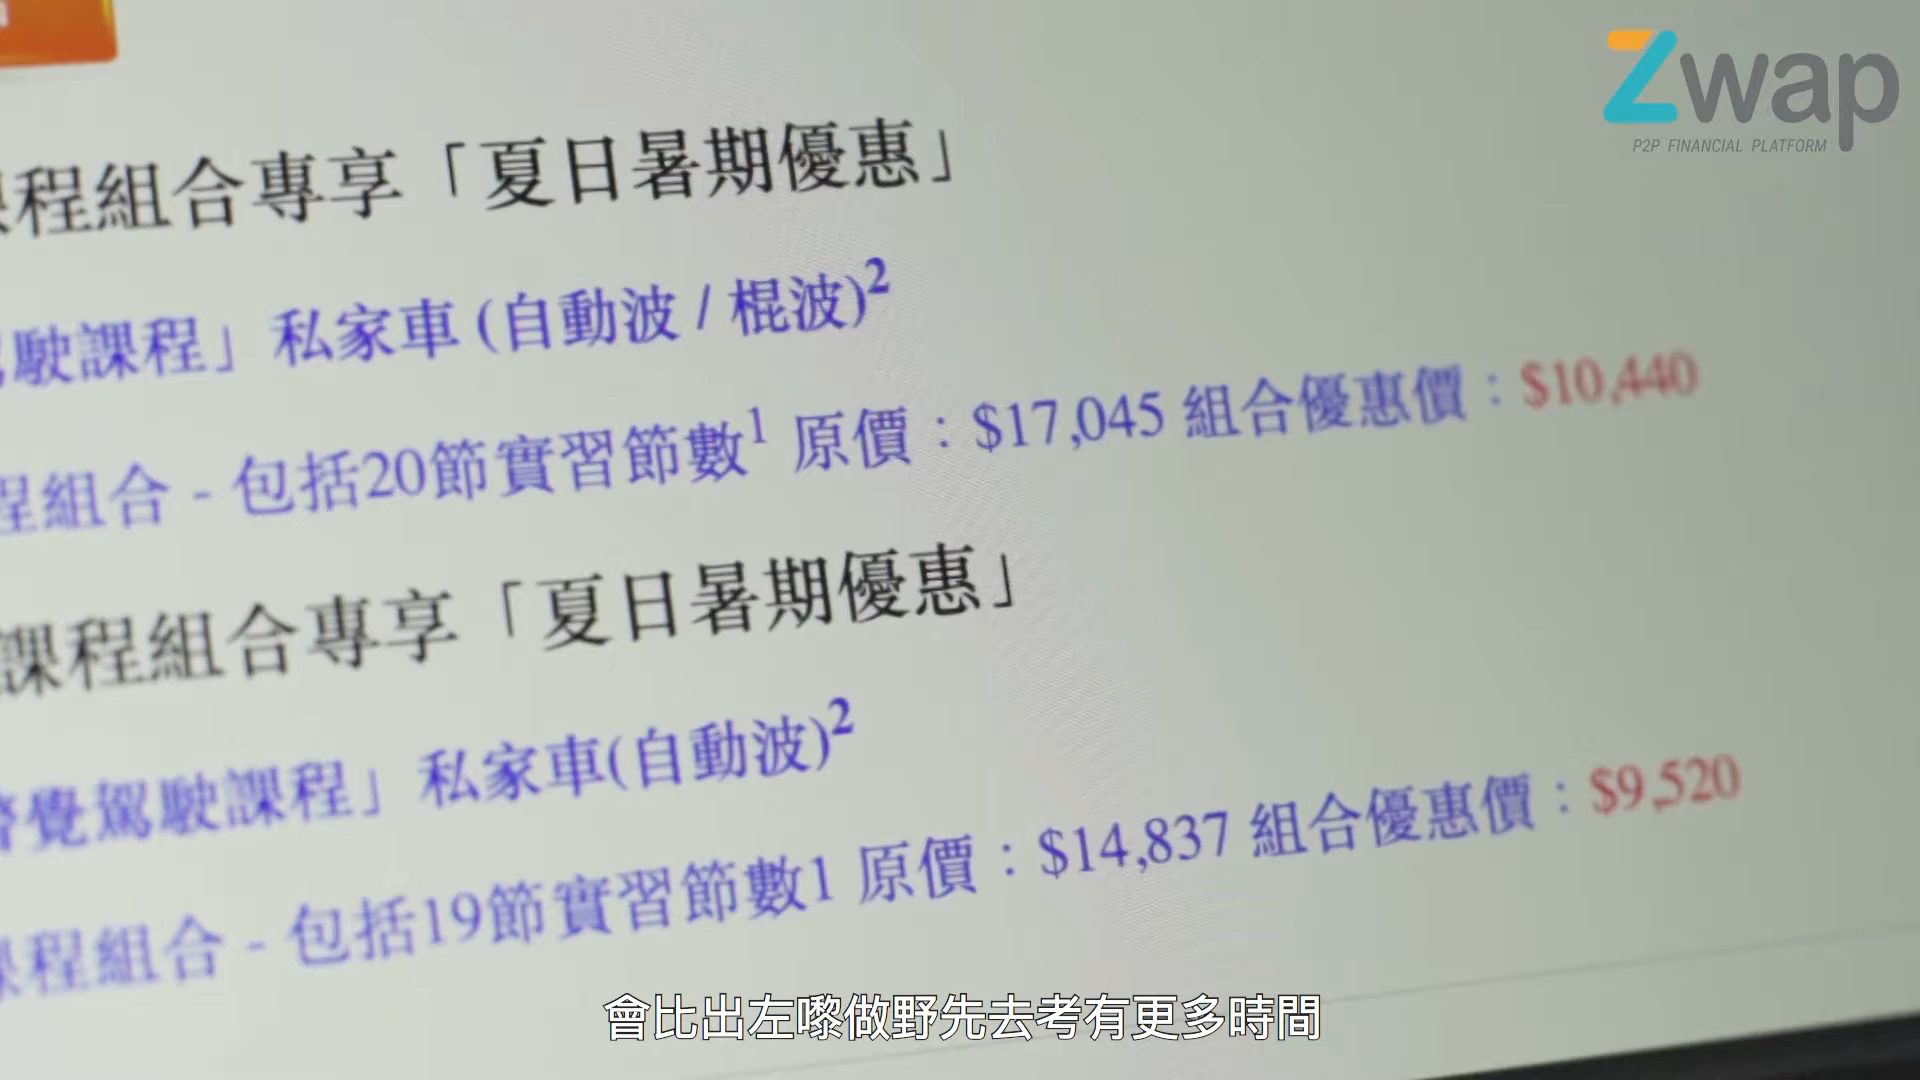 Zwap
P2P FINANCIAL PLATFORM
課程組合專享「夏日暑期優惠」
駕駛課程」私家車 (自動波 / 棍波)2
程組合 - 包括20節實習節數1 原價：$17,045 組合優惠價：$10,440
課程組合專享「夏日暑期優惠」
警覺駕駛課程」私家車(自動波)2
課程組合 - 包括19節實習節數1 原價：$14,837 組合優惠價：$9,520
會比出左嚟做野先去考有更多時間